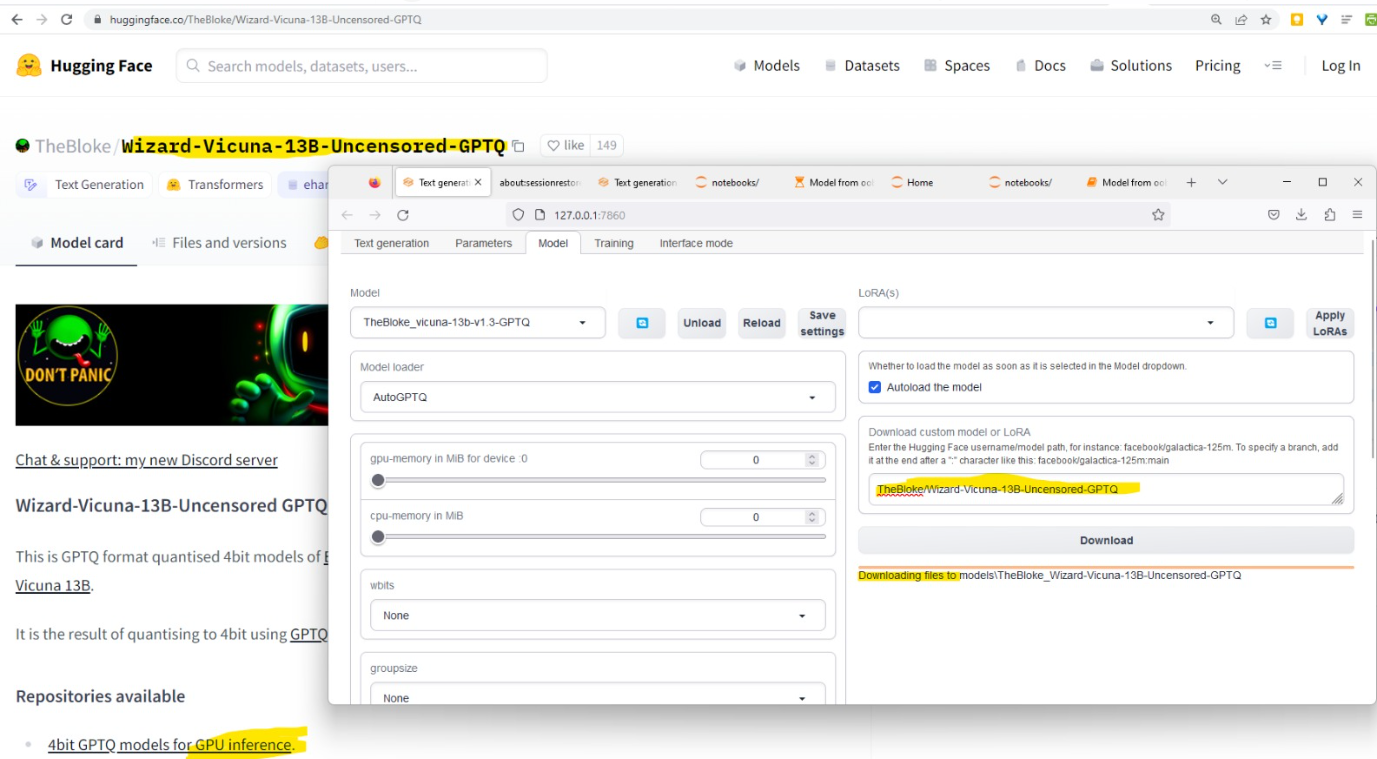 huggingface.co/TheBloke/Wizard-Vicuna-13B-Uncensored-GPTQ
Hugging Face
Search models, datasets, users...
Models
Datasets
Spaces
Docs
Solutions
Pricing
Log In
TheBloke/Wizard-Vicuna-13B-Uncensored-GPTQ
like 149
Text Generation
Transformers
Model card
Files and versions
DON'T PANIC
Chat & support: my new Discord server
Wizard-Vicuna-13B-Uncensored GPTQ
This is GPTQ format quantised 4bit models of
Vicuna 13B.
It is the result of quantising to 4bit using GPTQ
Repositories available
4bit GPTQ models for GPU inference.
Text generati
about:sessionrestor
Text generation
notebooks/
Model from
Home
notebooks/
Model from
127.0.0.1:7860
Text generation
Parameters
Model
Training
Interface mode
Model
TheBloke_vicuna-13b-v1.3-GPTQ
Unload
Reload
Save
settings
Model loader
AutoGPTQ
gpu-memory in MiB for device :0
0
cpu-memory in MiB
0
wbits
None
groupsize
None
LoRA(s)
Apply
LoRAs
Whether to load the model as soon as it is selected in the Model dropdown.
Autoload the model
Download custom model or LoRA
Enter the Hugging Face username/model path, for instance: facebook/galactica-125m. To specify a branch, add
it at the end after a ":" character like this: facebook/galactica-125m:main
TheBloke/Wizard-Vicuna-13B-Uncensored-GPTQ
Download
Downloading files to models\TheBloke_Wizard-Vicuna-13B-Uncensored-GPTQ